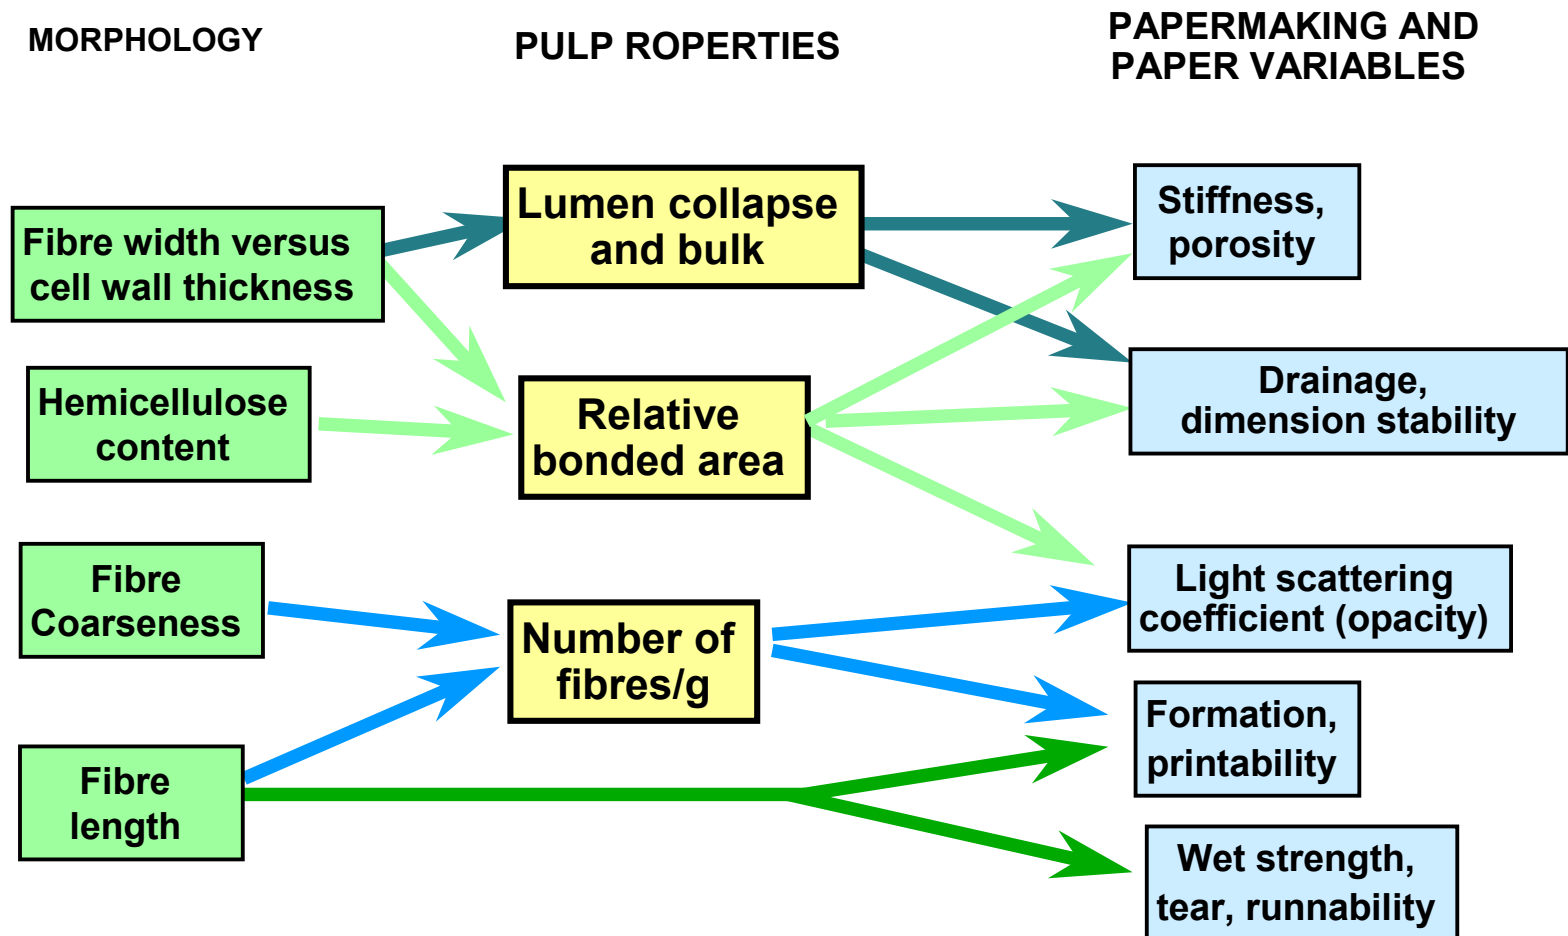 MORPHOLOGY
PULP ROPERTIES
PAPERMAKING AND
PAPER VARIABLES
Fibre width versus
cell wall thickness
Hemicellulose
content
Fibre
Coarseness
Fibre
length
Lumen collapse
and bulk
Relative
bonded area
Number of
fibres/g
Stiffness,
porosity
Drainage,
dimension stability
Light scattering
coefficient (opacity)
Formation,
printability
Wet strength,
tear, runnability